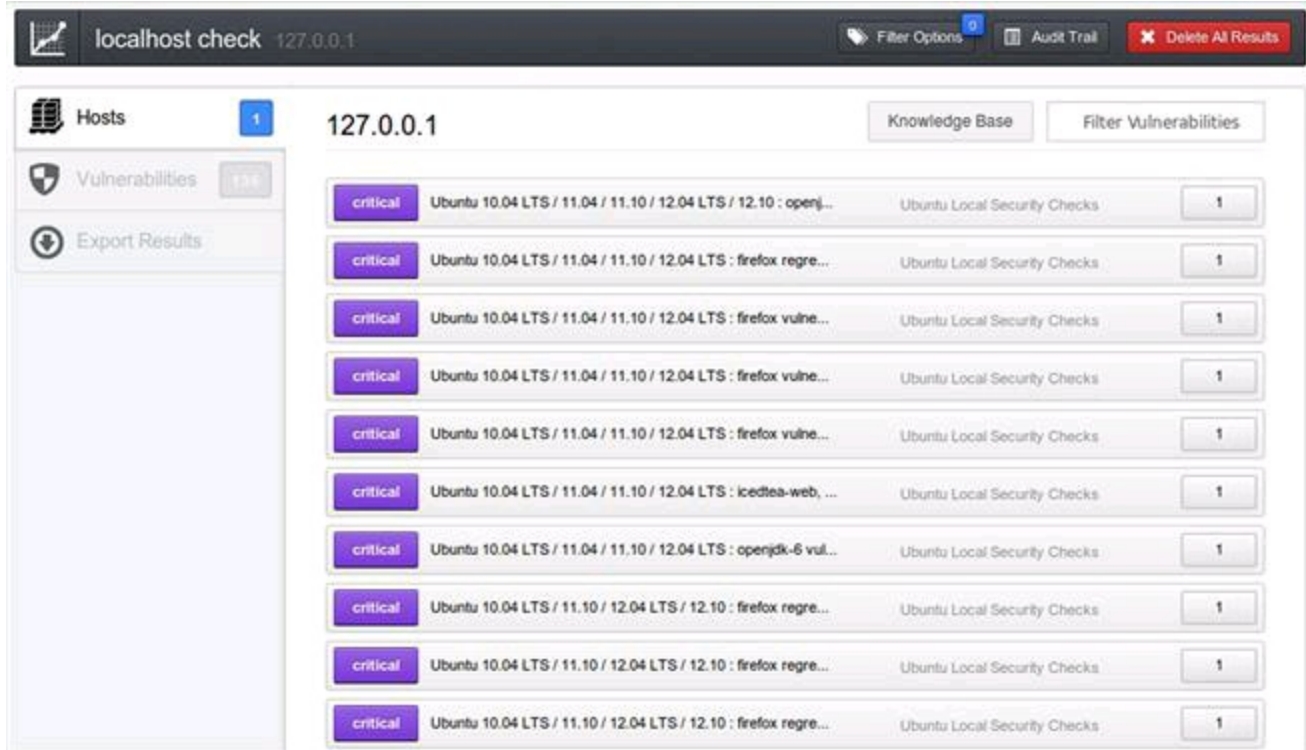 localhost check 127.0.0.1
0
Filter Options
Audit Trail
Delete All Results
Hosts 1
Vulnerabilities
Export Results
127.0.0.1
Knowledge Base
Filter Vulnerabilities
critical Ubuntu 10.04 LTS / 11.04 / 11.10 / 12.04 LTS / 12.10 : openj... Ubuntu Local Security Checks 1
critical Ubuntu 10.04 LTS / 11.04 / 11.10 / 12.04 LTS : firefox regre... Ubuntu Local Security Checks 1
critical Ubuntu 10.04 LTS / 11.04 / 11.10 / 12.04 LTS : firefox vulne... Ubuntu Local Security Checks 1
critical Ubuntu 10.04 LTS / 11.04 / 11.10 / 12.04 LTS : firefox vulne... Ubuntu Local Security Checks 1
critical Ubuntu 10.04 LTS / 11.04 / 11.10 / 12.04 LTS : firefox vulne... Ubuntu Local Security Checks 1
critical Ubuntu 10.04 LTS / 11.04 / 11.10 / 12.04 LTS : icedtea-web, ... Ubuntu Local Security Checks 1
critical Ubuntu 10.04 LTS / 11.04 / 11.10 / 12.04 LTS : openjdk-6 vul... Ubuntu Local Security Checks 1
critical Ubuntu 10.04 LTS / 11.10 / 12.04 LTS / 12.10 : firefox regre... Ubuntu Local Security Checks 1
critical Ubuntu 10.04 LTS / 11.10 / 12.04 LTS / 12.10 : firefox regre... Ubuntu Local Security Checks 1
critical Ubuntu 10.04 LTS / 11.10 / 12.04 LTS / 12.10 : firefox regre... Ubuntu Local Security Checks 1